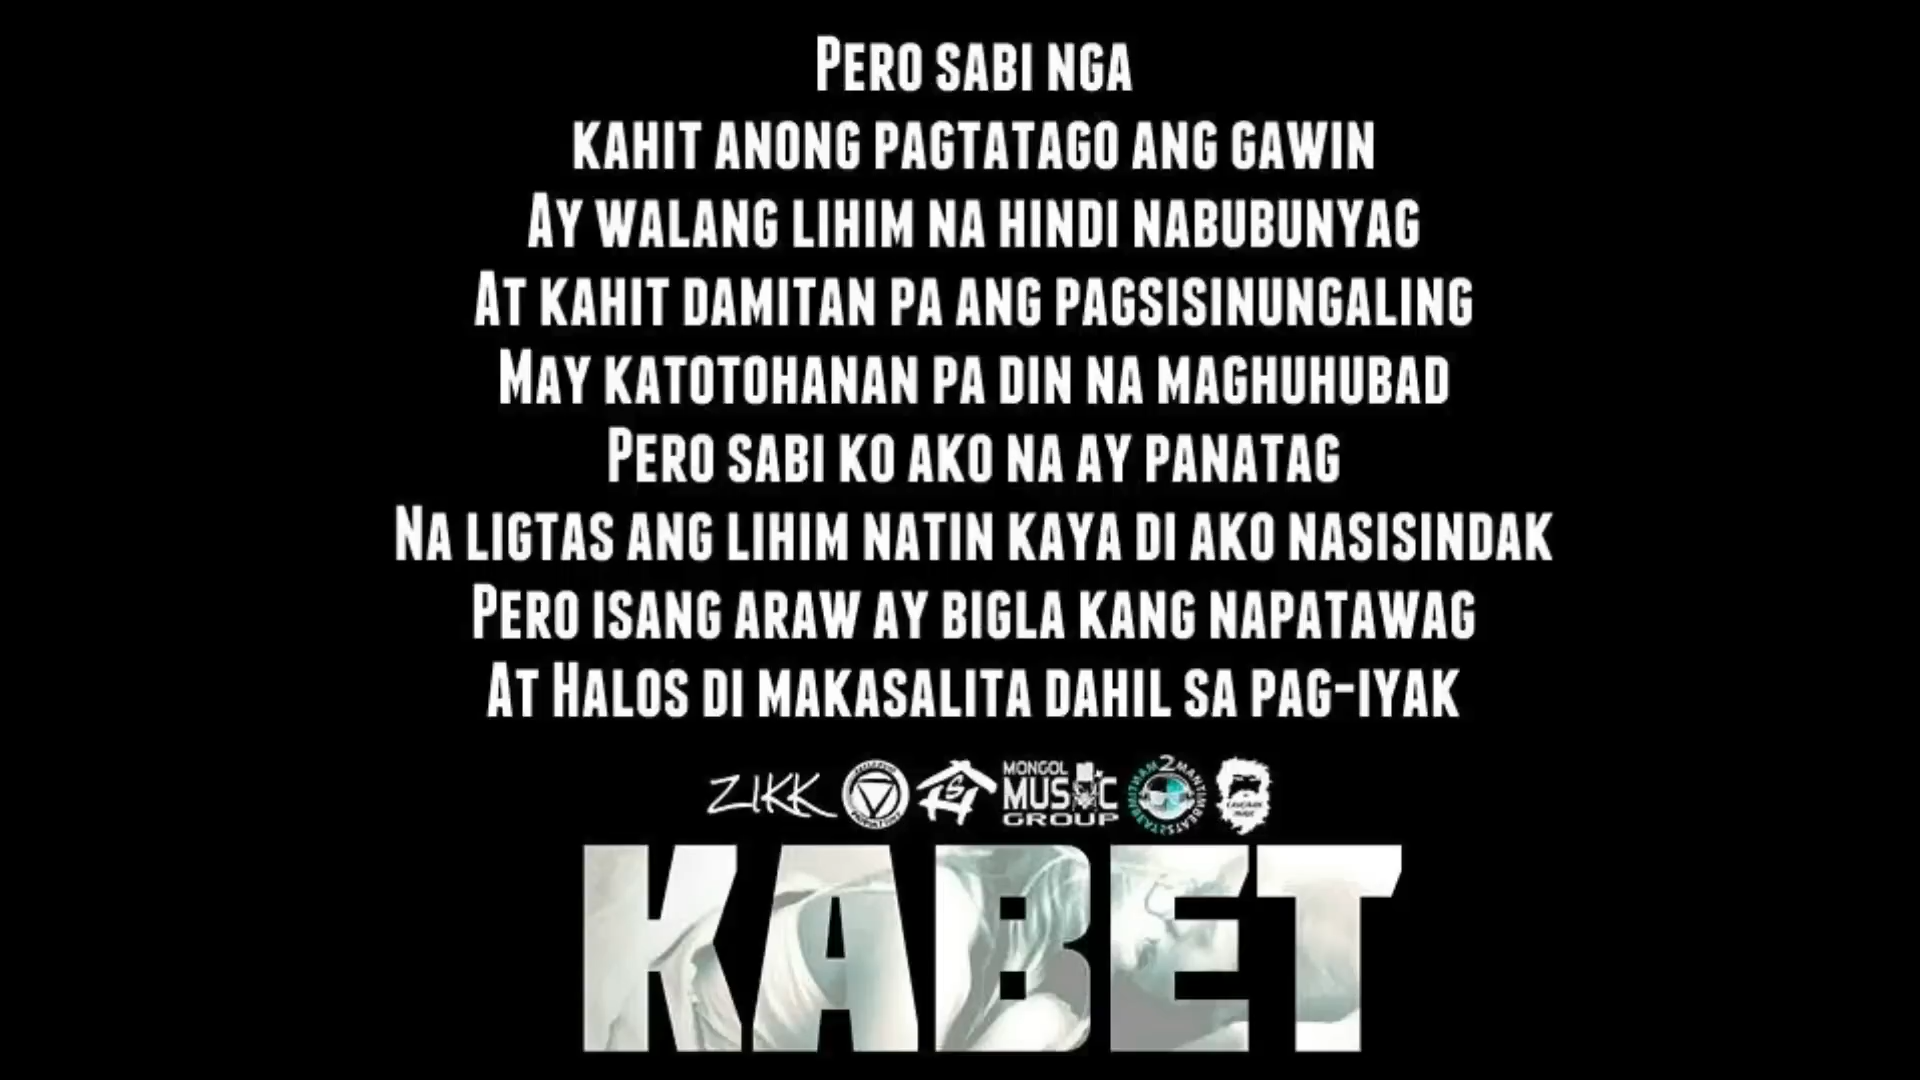 Pero sabi nga
kahit anong pagtatago ang gawin
Ay walang lihim na hindi nabubunyag
At kahit damitan pa ang pagsisinungaling
May katotohanan pa din na maghuhubad
Pero sabi ko ako na ay panatag
Na ligtas ang lihim natin kaya di ako nasisindak
Pero isang araw ay bigla kang napatawag
At Halos di makasalita dahil sa pag-iyak
ZIKK
MONGOL
MUSIC
GROUP
KABET